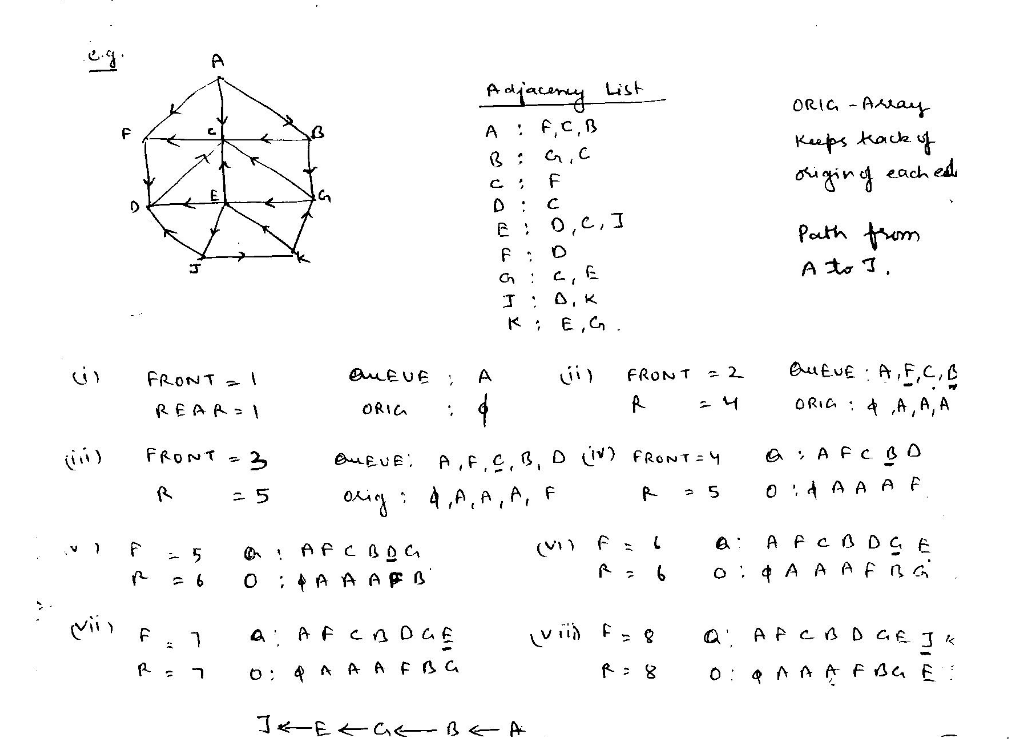 e.g.
A
F
C
B
D
E
G
J
K
Adjacency List
A : F, C, B
B : G, C
C : F
D : C
E : D, C, J
F : D
G : C, E
J : D, K
K : E, G.
ORIG - Array
Keeps track of
origin of each ed
Path from
A to J.
(i) FRONT = 1 QUEUE : A
REAR = 1 ORIG : φ
(ii) FRONT = 2 QUEUE : A, F, C, B
R = 4 ORIG : φ, A, A, A
(iii) FRONT = 3 QUEUE: A, F, C, B, D
R = 5 orig : φ, A, A, A, F
(iv) FRONT = 4 Q : A F C B D
R = 5 O : φ A A A F
v) F = 5 Q : A F C B D G
R = 6 O : φ A A A F B
(vi) F = 6 Q : A F C B D G E
R = 6 O : φ A A A F B G
(vii) F = 7 Q : A F C B D G E
R = 7 O : φ A A A F B G
(viii) F = 8 Q : A F C B D G E J K
R = 8 O : φ A A A F B G E :
J ← E ← G ← B ← A